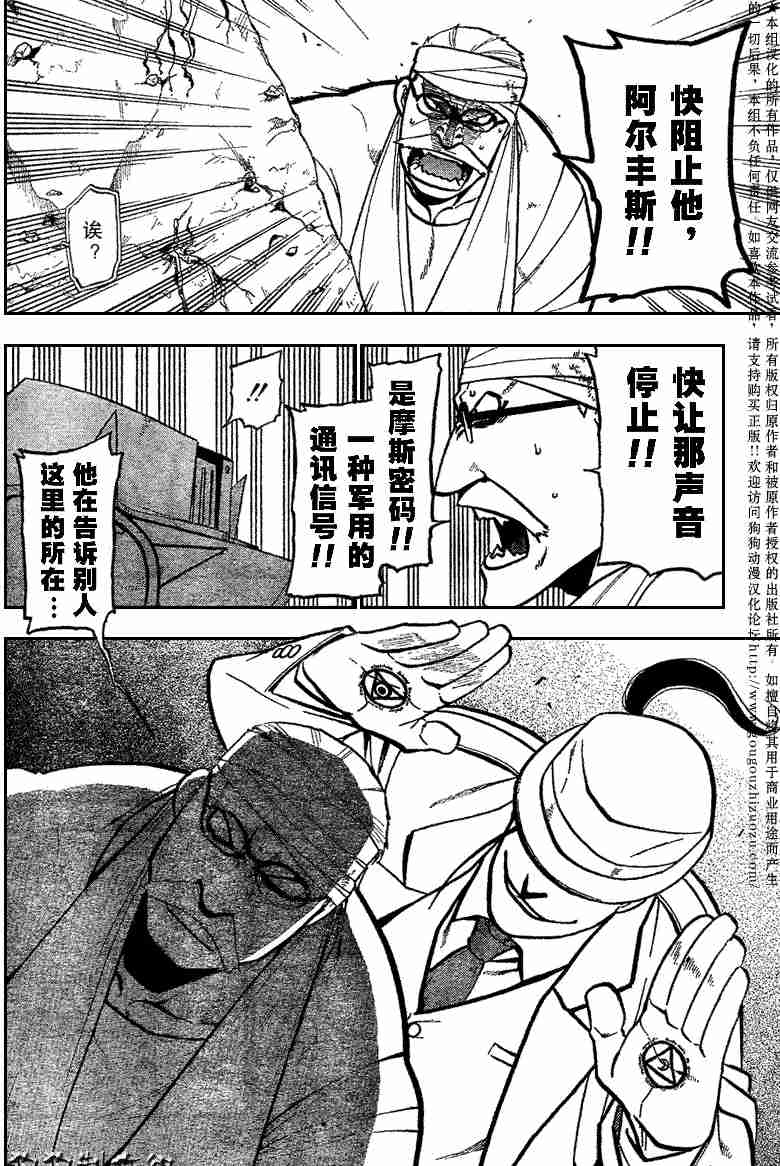 快阻止他，
阿尔丰斯!!
诶？
快让那声音
停止!!
是摩斯密码!!
一种军用的
通讯信号!!
!!
他在告诉别人
这里的所在…
★本组汉化的所有作品，仅供网友交流参考试看，所有版权归原作者和被原作者授权的出版社所有。如擅自将其用于商业用途而产生
的一切后果，本组不负任何责任。如喜欢本作品，请支持购买正版!!欢迎访问狗狗动漫汉化论坛http://www.gougouzhizuozu.com/